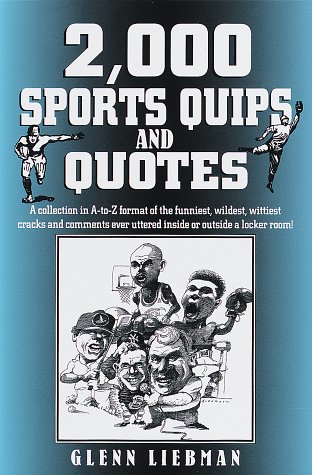 2,000
SPORTS QUIPS
AND
QUOTES
A collection in A-to-Z format of the funniest, wildest, wittiest
cracks and comments ever uttered inside or outside a locker room!
GLENN LIEBMAN